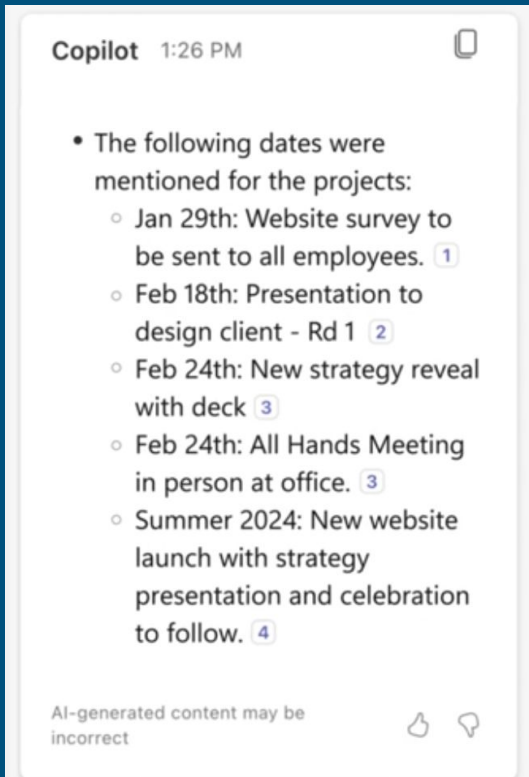 Copilot 1:26 PM
• The following dates were
mentioned for the projects:
○ Jan 29th: Website survey to
be sent to all employees. 1
○ Feb 18th: Presentation to
design client - Rd 1 2
○ Feb 24th: New strategy reveal
with deck 3
○ Feb 24th: All Hands Meeting
in person at office. 3
○ Summer 2024: New website
launch with strategy
presentation and celebration
to follow. 4
AI-generated content may be
incorrect